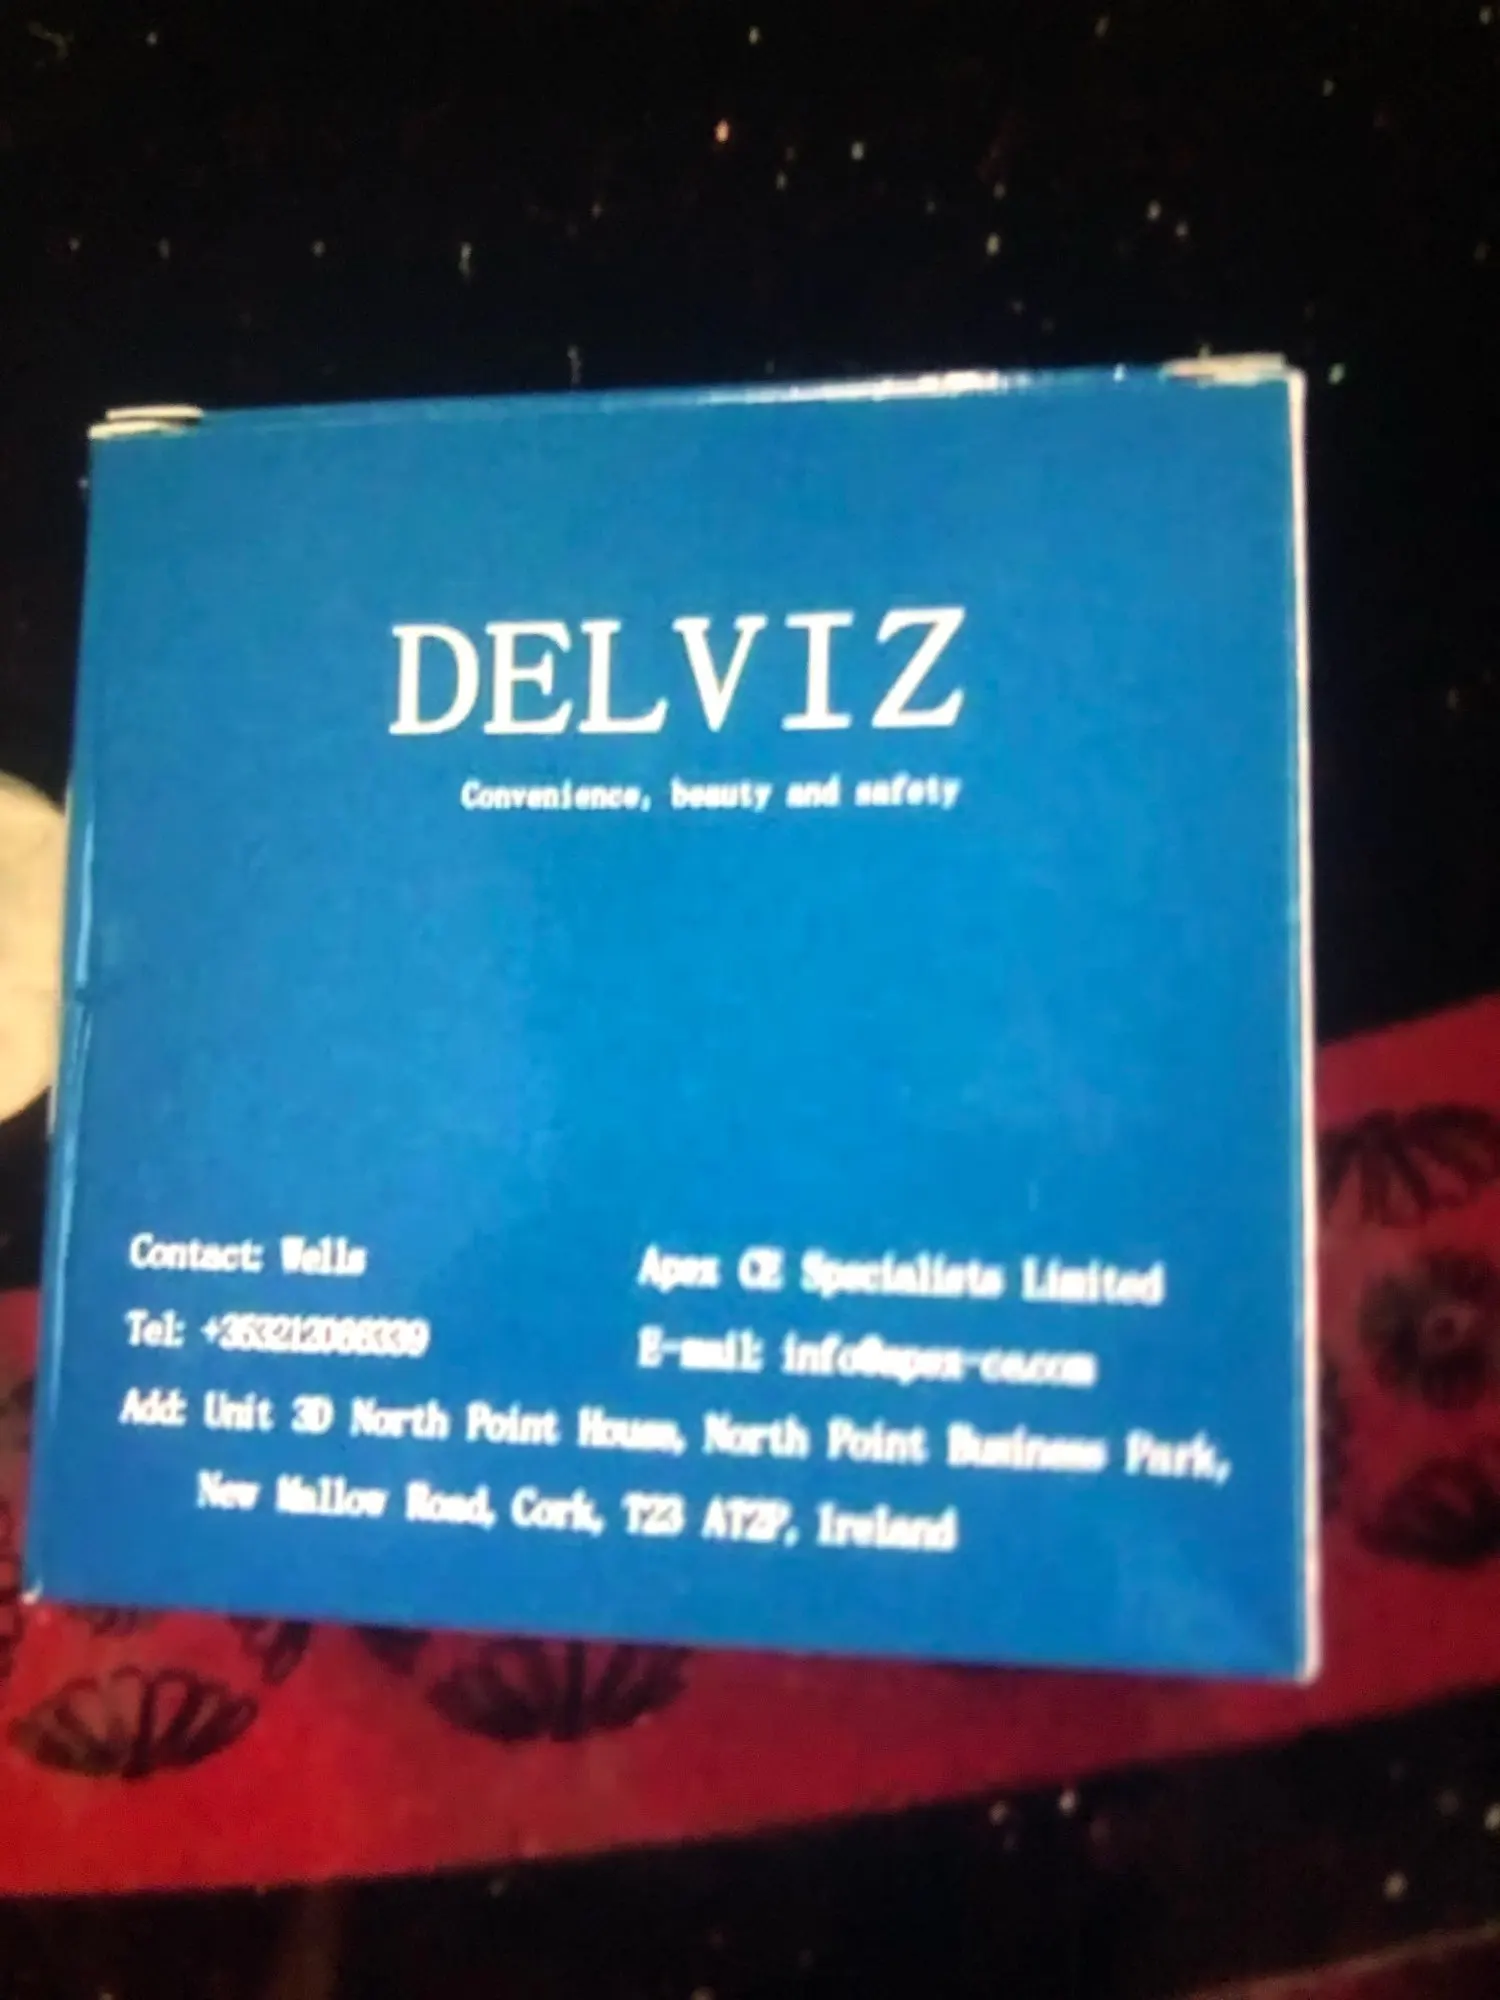 DELVIZ
Convenience, beauty and safety
Contact: Wells
Apex CE Specialists Limited
Tel:
E-mail: info@apex-ce.com
Add: Unit 3D North Point House, North Point Business Park,
New Mallow Road, Cork, T23 AT2P, Ireland